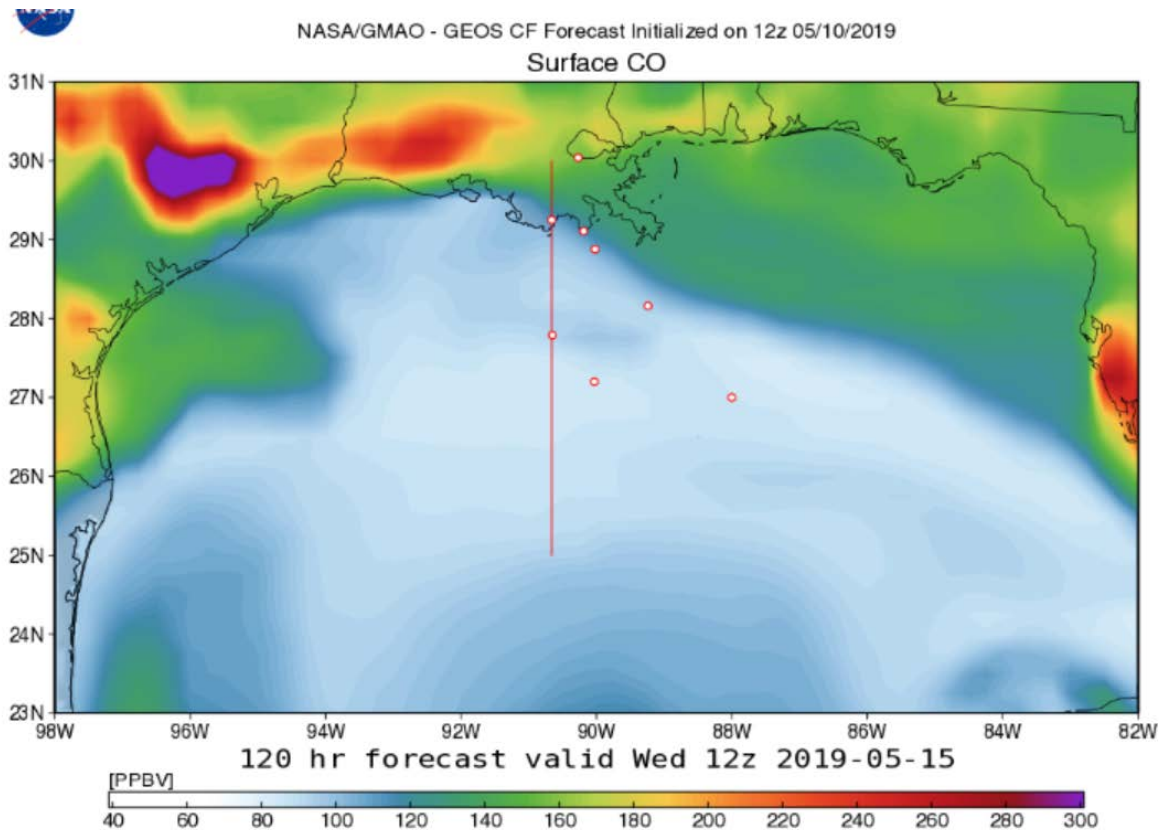 NASA
NASA/GMAO - GEOS CF Forecast Initialized on 12z 05/10/2019
Surface CO
31N
30N
29N
28N
27N
26N
25N
24N
23N
98W 96W 94W 92W 90W 88W 86W 84W 82W
120 hr forecast valid Wed 12z 2019-05-15
[PPBV]
40 60 80 100 120 140 160 180 200 220 240 260 280 300